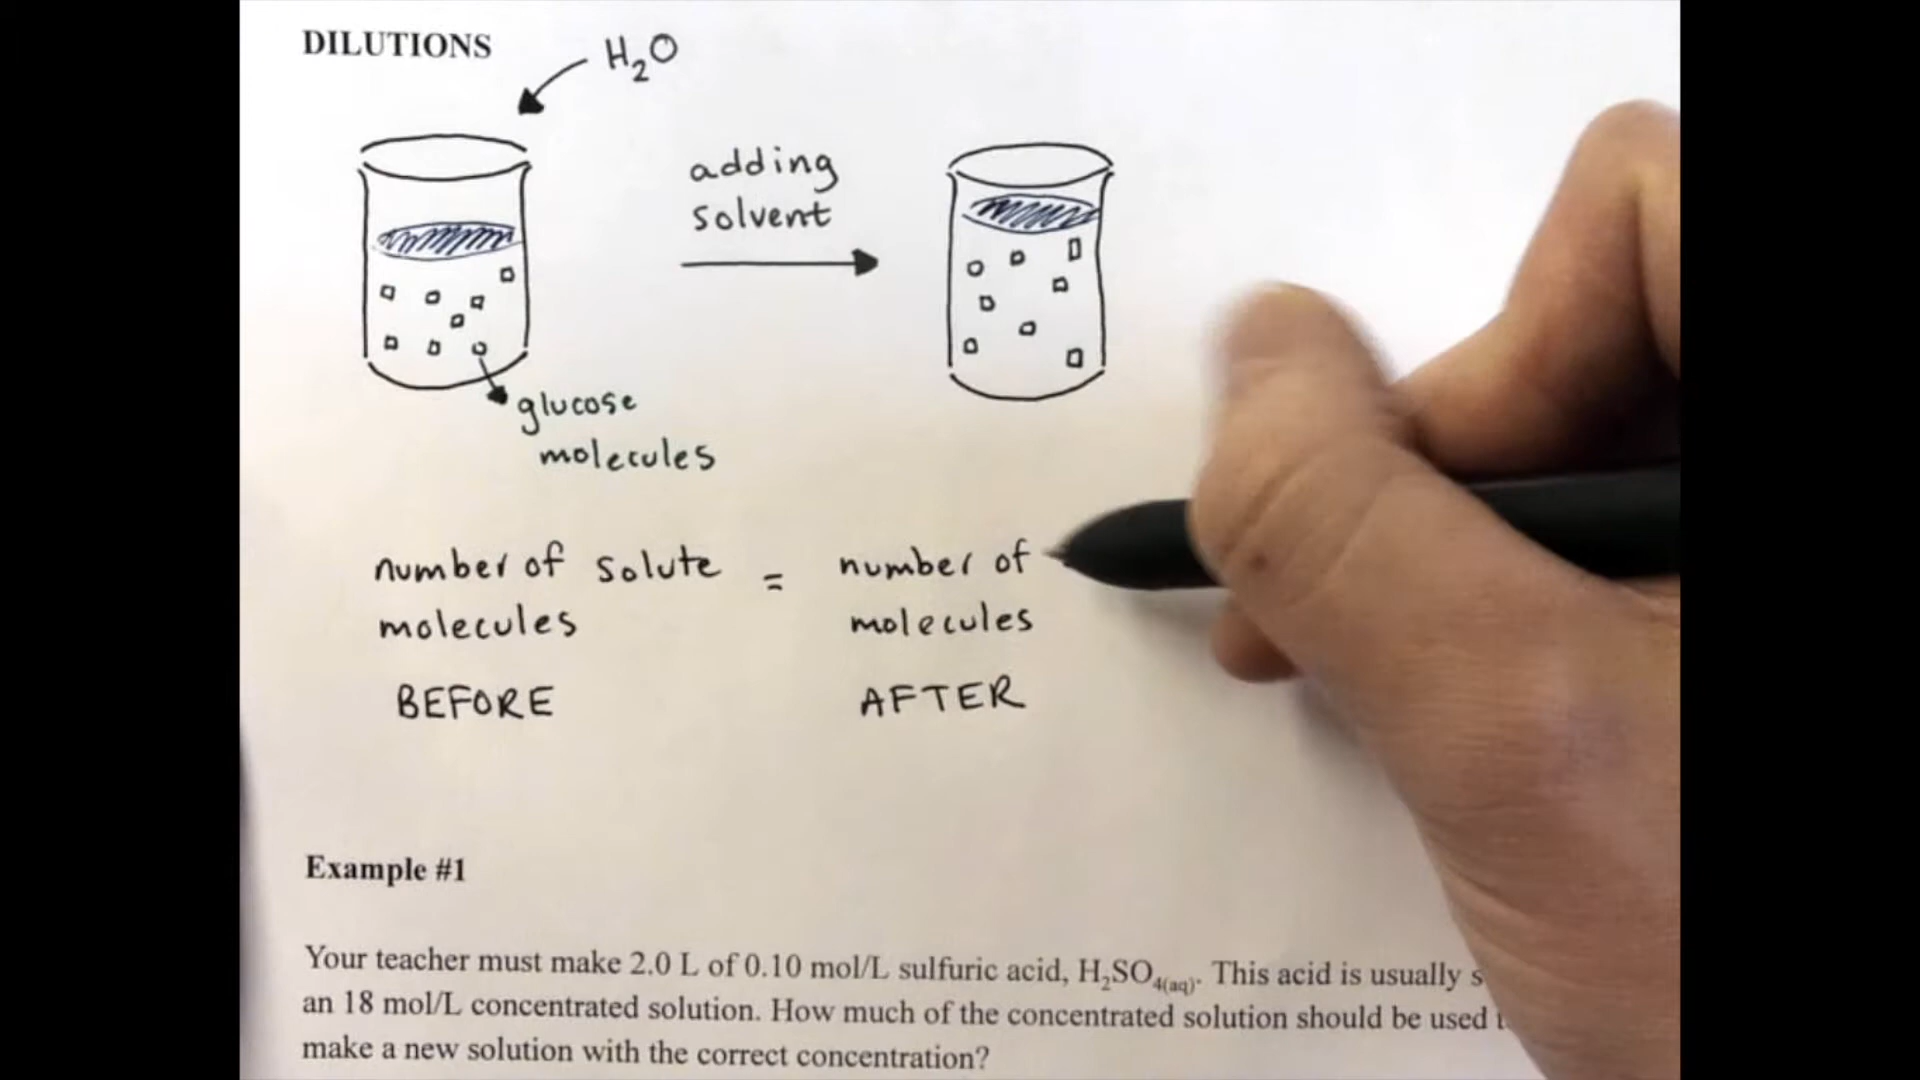 DILUTIONS
H₂O
adding
solvent
glucose
molecules
number of solute = number of
molecules molecules
BEFORE AFTER
Example #1
Your teacher must make 2.0 L of 0.10 mol/L sulfuric acid, H₂SO₄(aq). This acid is usually
an 18 mol/L concentrated solution. How much of the concentrated solution should be used
make a new solution with the correct concentration?